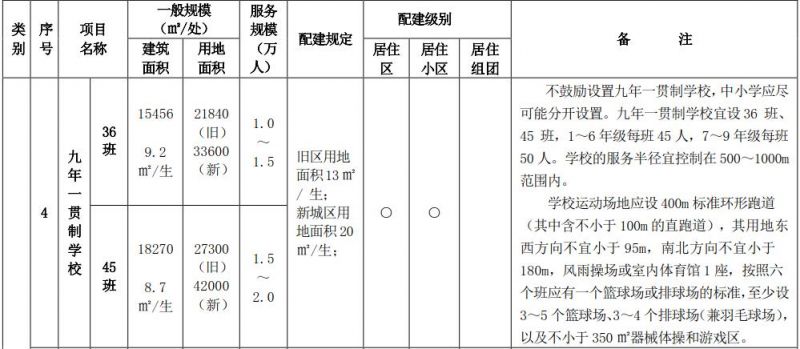 类别
序号
项目名称
一般规模
（㎡/处）
建筑面积
用地面积
服务规模（万人）
配建规定
配建级别
居住区
居住小区
居住组团
备 注
4
九年一贯制学校
36班
15456
9.2
㎡/生
21840
（旧）
33600
（新）
1.0
～
1.5
45班
18270
8.7
㎡/生
27300
（旧）
42000
（新）
1.5
～
2.0
旧区用地
面积13㎡
/ 生；
新城区用
地面积20
㎡/生；
○
○
不鼓励设置九年一贯制学校，中小学应尽
可能分开设置。九年一贯制学校宜设36 班、
45 班，1～6年级每班45人，7～9年级每班
50人。学校的服务半径宜控制在500～1000m
范围内。
学校运动场地应设400m标准环形跑道
（其中含不小于100m的直跑道），其用地东
西方向不宜小于95m，南北方向不宜小于
180m，风雨操场或室内体育馆1座，按照六
个班应有一个篮球场或排球场的标准，至少设
3～5个篮球场、3～4个排球场（兼羽毛球场），
以及不小于350㎡器械体操和游戏区。